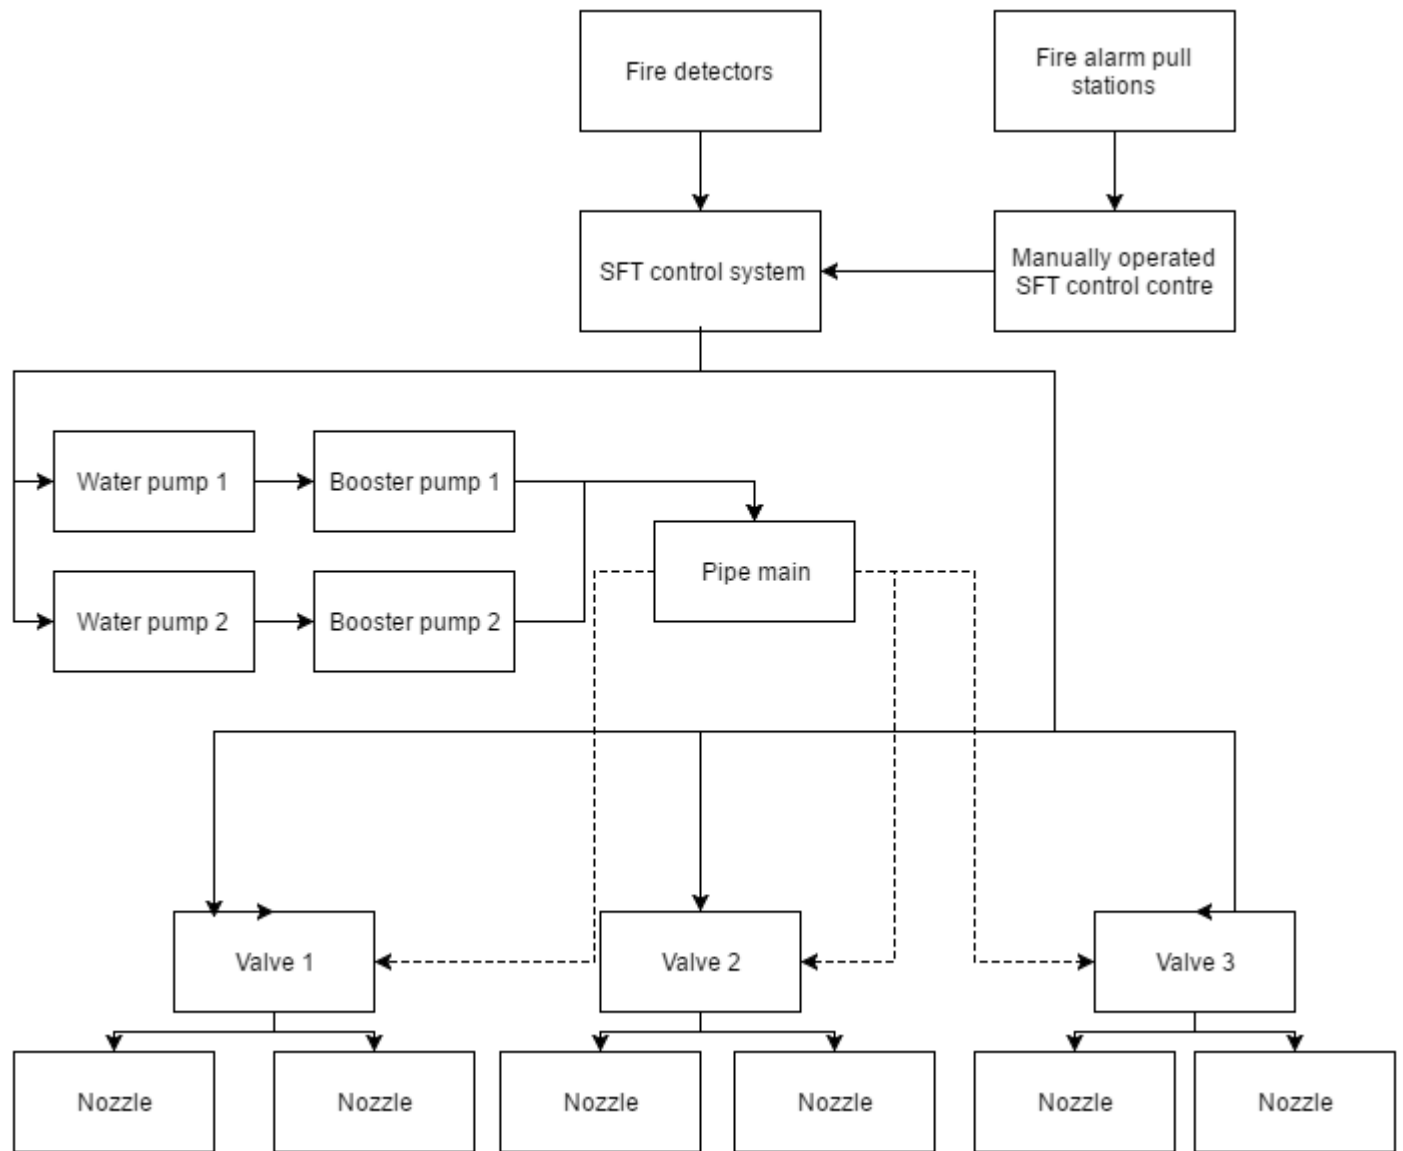 Fire detectors
Fire alarm pull
stations
SFT control system
Manually operated
SFT control contre
Water pump 1
Booster pump 1
Pipe main
Water pump 2
Booster pump 2
Valve 1
Valve 2
Valve 3
Nozzle
Nozzle
Nozzle
Nozzle
Nozzle
Nozzle